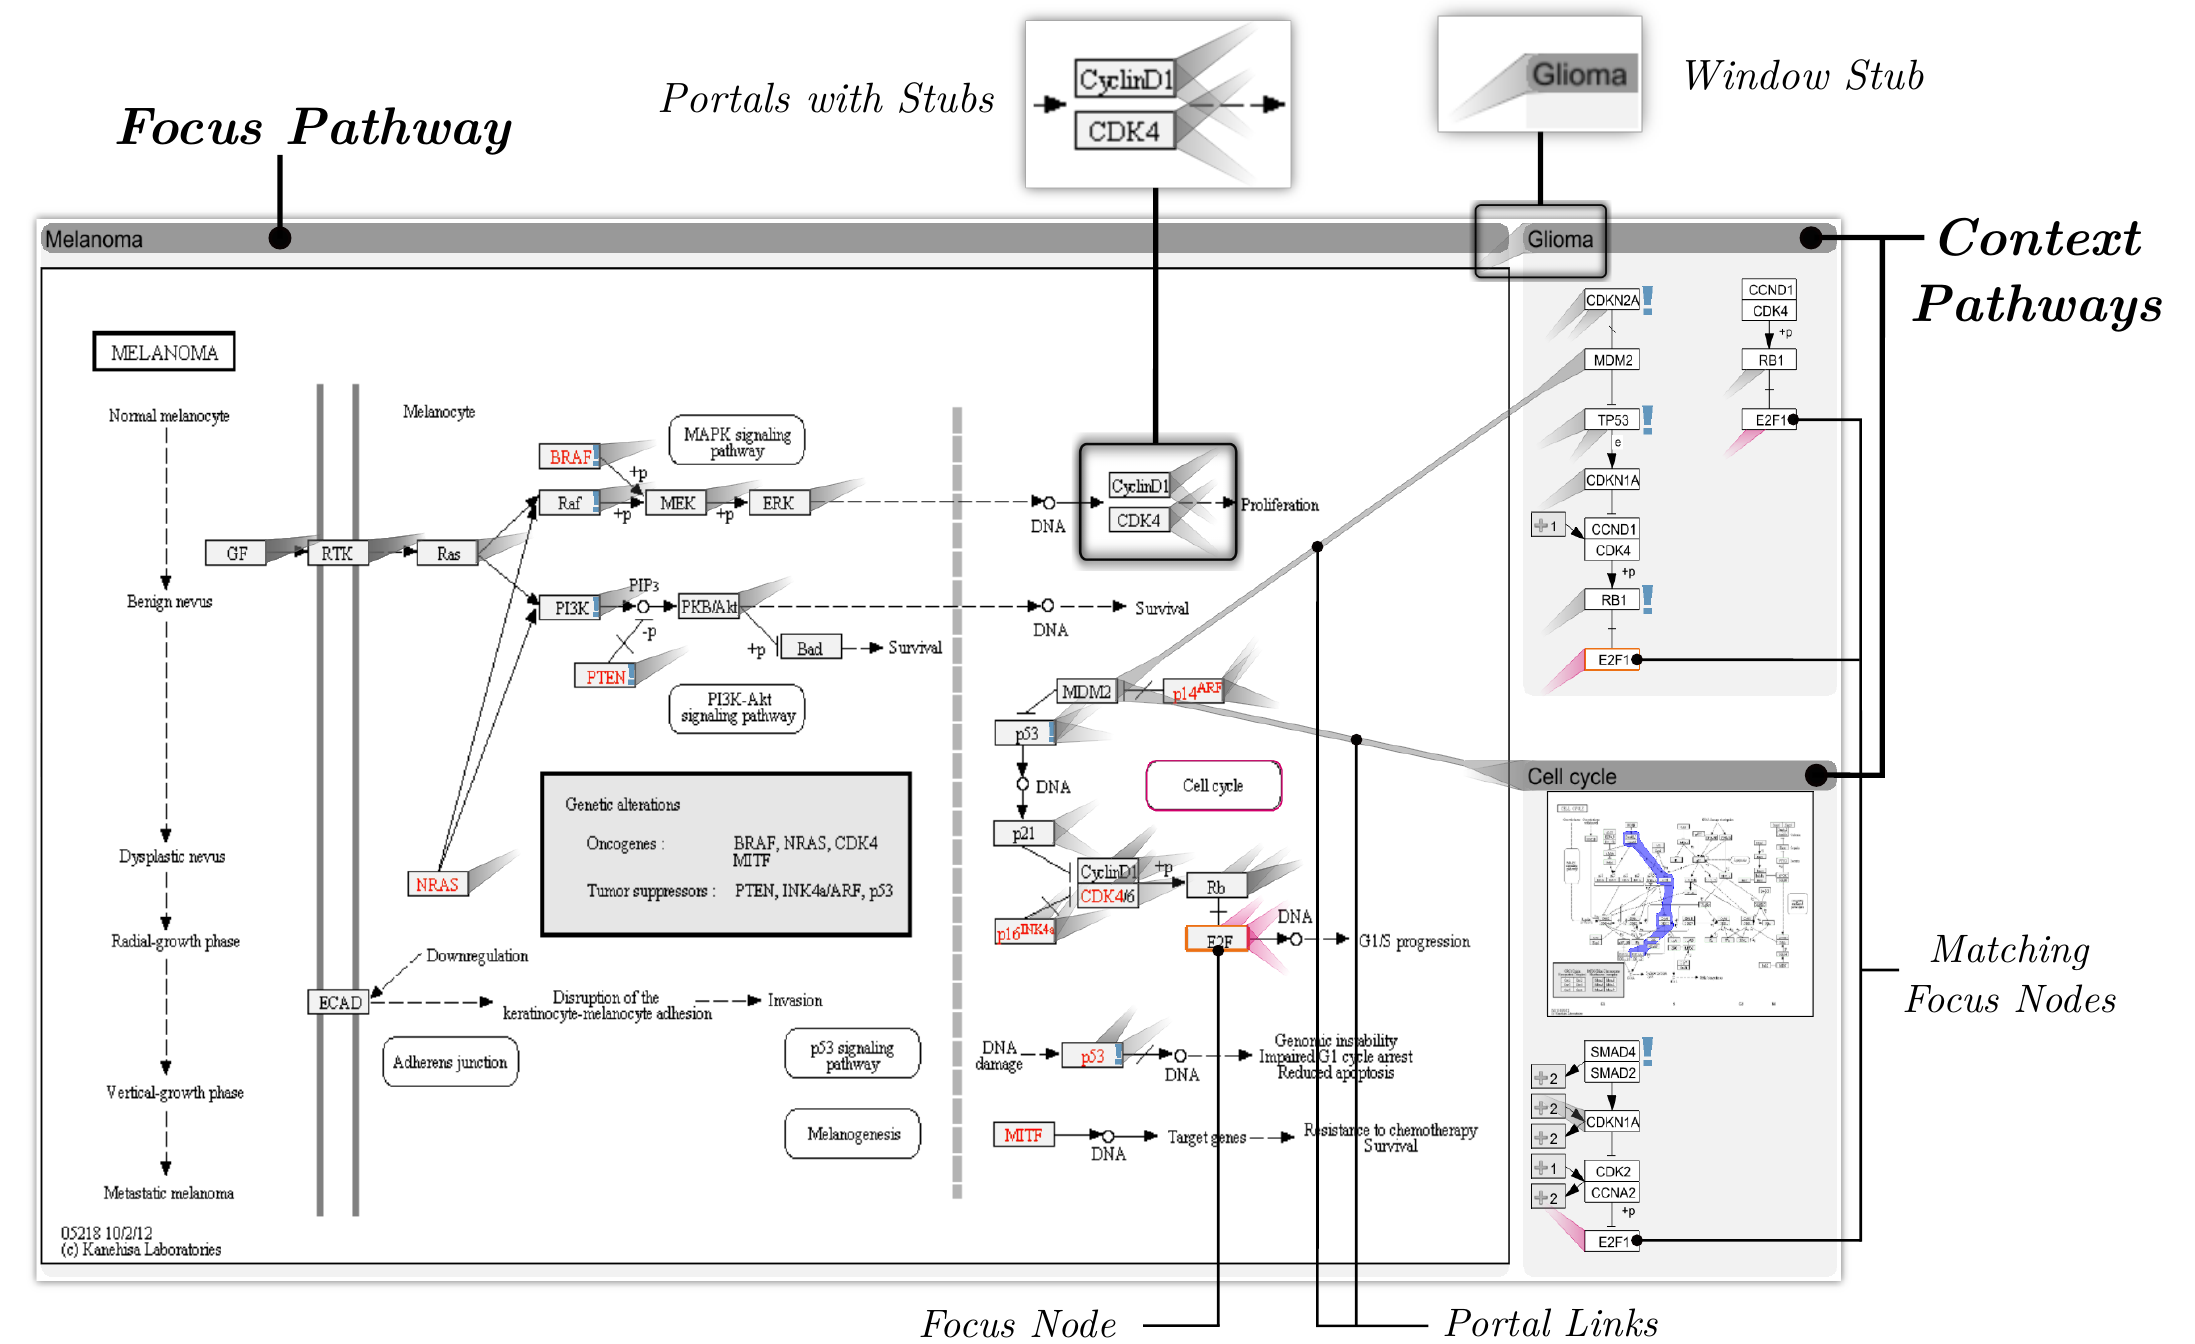 Portals with Stubs
CyclinD1
CDK4
Glioma
Window Stub
Focus Pathway
Context
Pathways
Melanoma
Glioma
MELANOMA
Normal melanocyte
Benign nevus
Dysplastic nevus
Radial-growth phase
Vertical-growth phase
Metastatic melanoma
05218 10/2/12
(c) Kanehisa Laboratories
Melanocyte
MAPK signaling
pathway
BRAF
+p
Raf
+p
MEK
+p
ERK
DNA
CyclinD1
CDK4
Proliferation
GF
RTK
Ras
PIP3
PI3K
PKB/Akt
-p
DNA
Survival
+p
Bad
Survival
PTEN
PI3K-Akt
signaling pathway
MDM2
p14ARF
p53
DNA
Cell cycle
p21
CyclinD1
CDK4/6
+p
Rb
p16INK4a
E2F
DNA
G1/S progression
Genetic alterations
Oncogenes :
BRAF, NRAS, CDK4
MITF
Tumor suppressors :
PTEN, INK4a/ARF, p53
NRAS
Downregulation
ECAD
Disruption of the
keratinocyte-melanocyte adhesion
Invasion
Adherens junction
p53 signaling
pathway
Melanogenesis
DNA
damage
p53
DNA
Genomic instability
Impaired G1 cycle arrest
Reduced apoptosis
MITF
DNA
Target genes
Resistance to chemotherapy
Survival
CDKN2A
MDM2
TP53
e
CDKN1A
+1
CCND1
CDK4
+p
RB1
E2F1
CCND1
CDK4
+p
RB1
E2F1
Cell cycle
SMAD4
SMAD2
+2
+2
CDKN1A
+2
+1
CDK2
CCNA2
+2
+p
E2F1
Matching
Focus Nodes
Focus Node
Portal Links